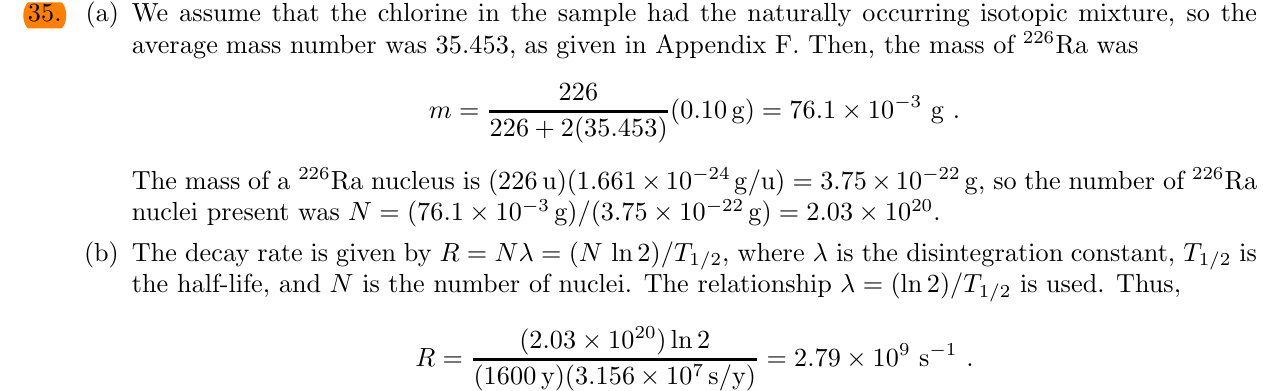 35. (a) We assume that the chlorine in the sample had the naturally occurring isotopic mixture, so the
average mass number was 35.453, as given in Appendix F. Then, the mass of ²²⁶Ra was
m = 226 / (226 + 2(35.453)) (0.10 g) = 76.1 × 10⁻³ g .
The mass of a ²²⁶Ra nucleus is (226 u)(1.661 × 10⁻²⁴ g/u) = 3.75 × 10⁻²² g, so the number of ²²⁶Ra
nuclei present was N = (76.1 × 10⁻³ g)/(3.75 × 10⁻²² g) = 2.03 × 10²⁰.
(b) The decay rate is given by R = Nλ = (N ln 2)/T₁/₂, where λ is the disintegration constant, T₁/₂ is
the half-life, and N is the number of nuclei. The relationship λ = (ln 2)/T₁/₂ is used. Thus,
R = (2.03 × 10²⁰) ln 2 / (1600 y)(3.156 × 10⁷ s/y) = 2.79 × 10⁹ s⁻¹ .